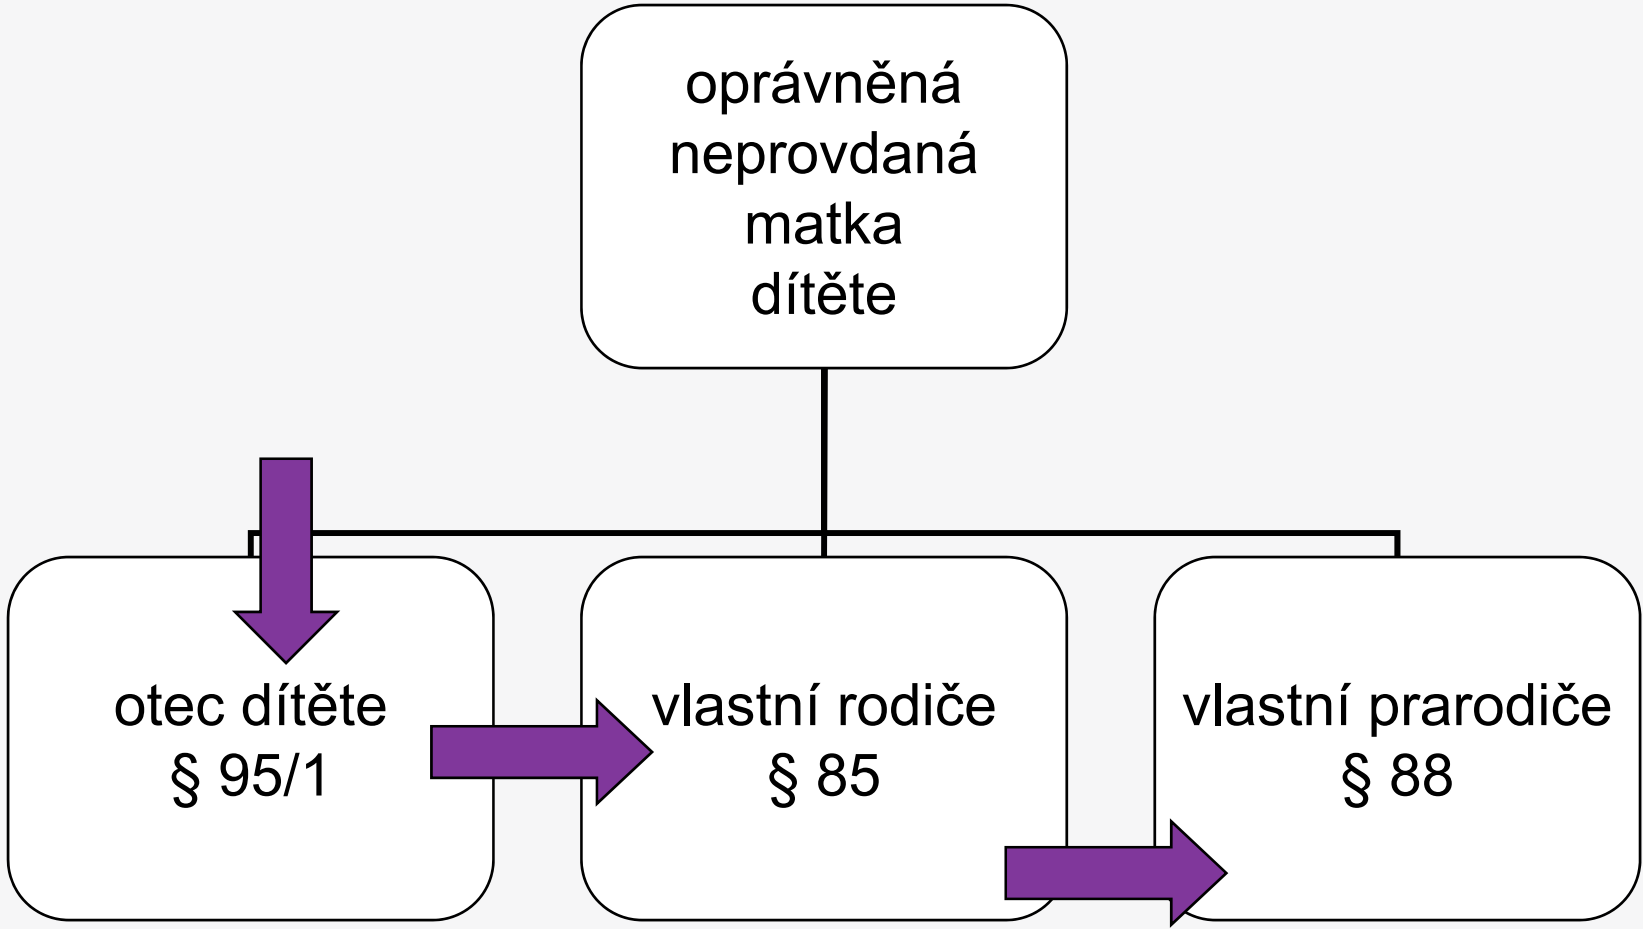 oprávněná
neprovdaná
matka
dítěte
otec dítěte
§ 95/1
vlastní rodiče
§ 85
vlastní prarodiče
§ 88